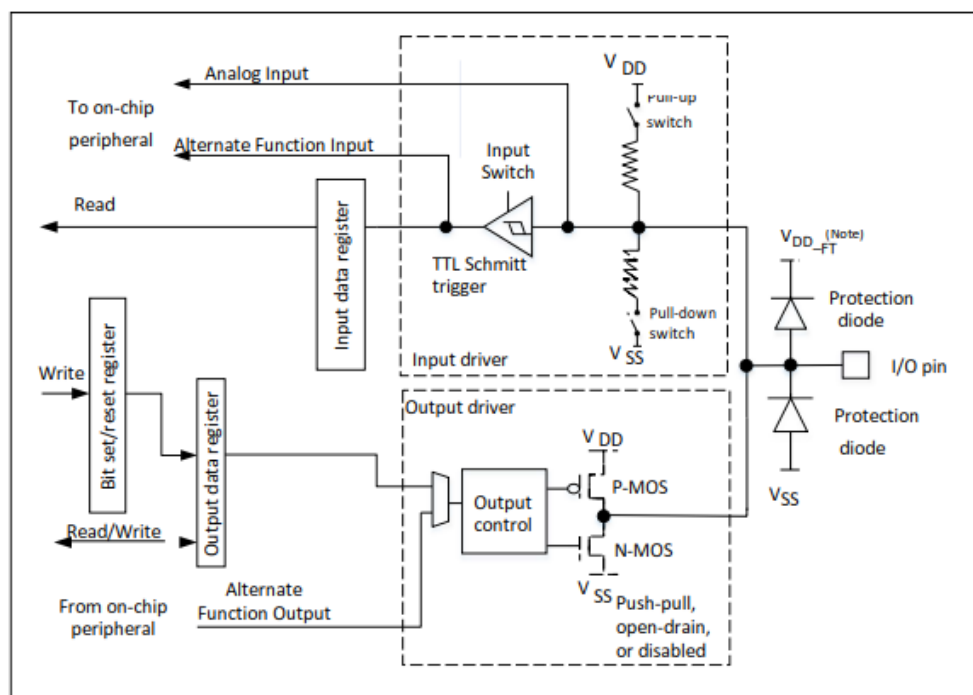 Analog Input
To on-chip
peripheral
Alternate Function Input
Read
Input data register
Input
Switch
TTL Schmitt
trigger
V DD
Pull-up
switch
Pull-down
switch
V SS
Input driver
VDD_FT (Note)
Protection
diode
I/O pin
Protection
diode
VSS
Write
Bit set/reset register
Output data register
Read/Write
From on-chip
peripheral
Alternate
Function Output
Output driver
Output
control
V DD
P-MOS
N-MOS
VSS
Push-pull,
open-drain,
or disabled